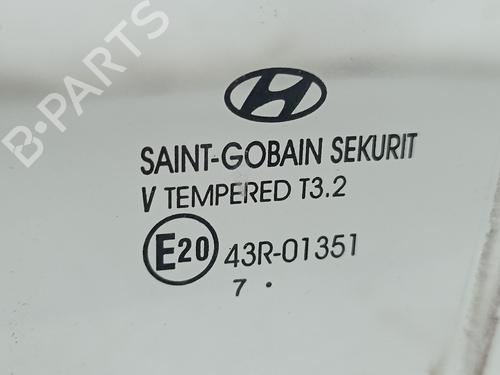 B-PARTS
SAINT-GOBAIN SEKURIT
V TEMPERED T3.2
E20 43R-01351
7 .